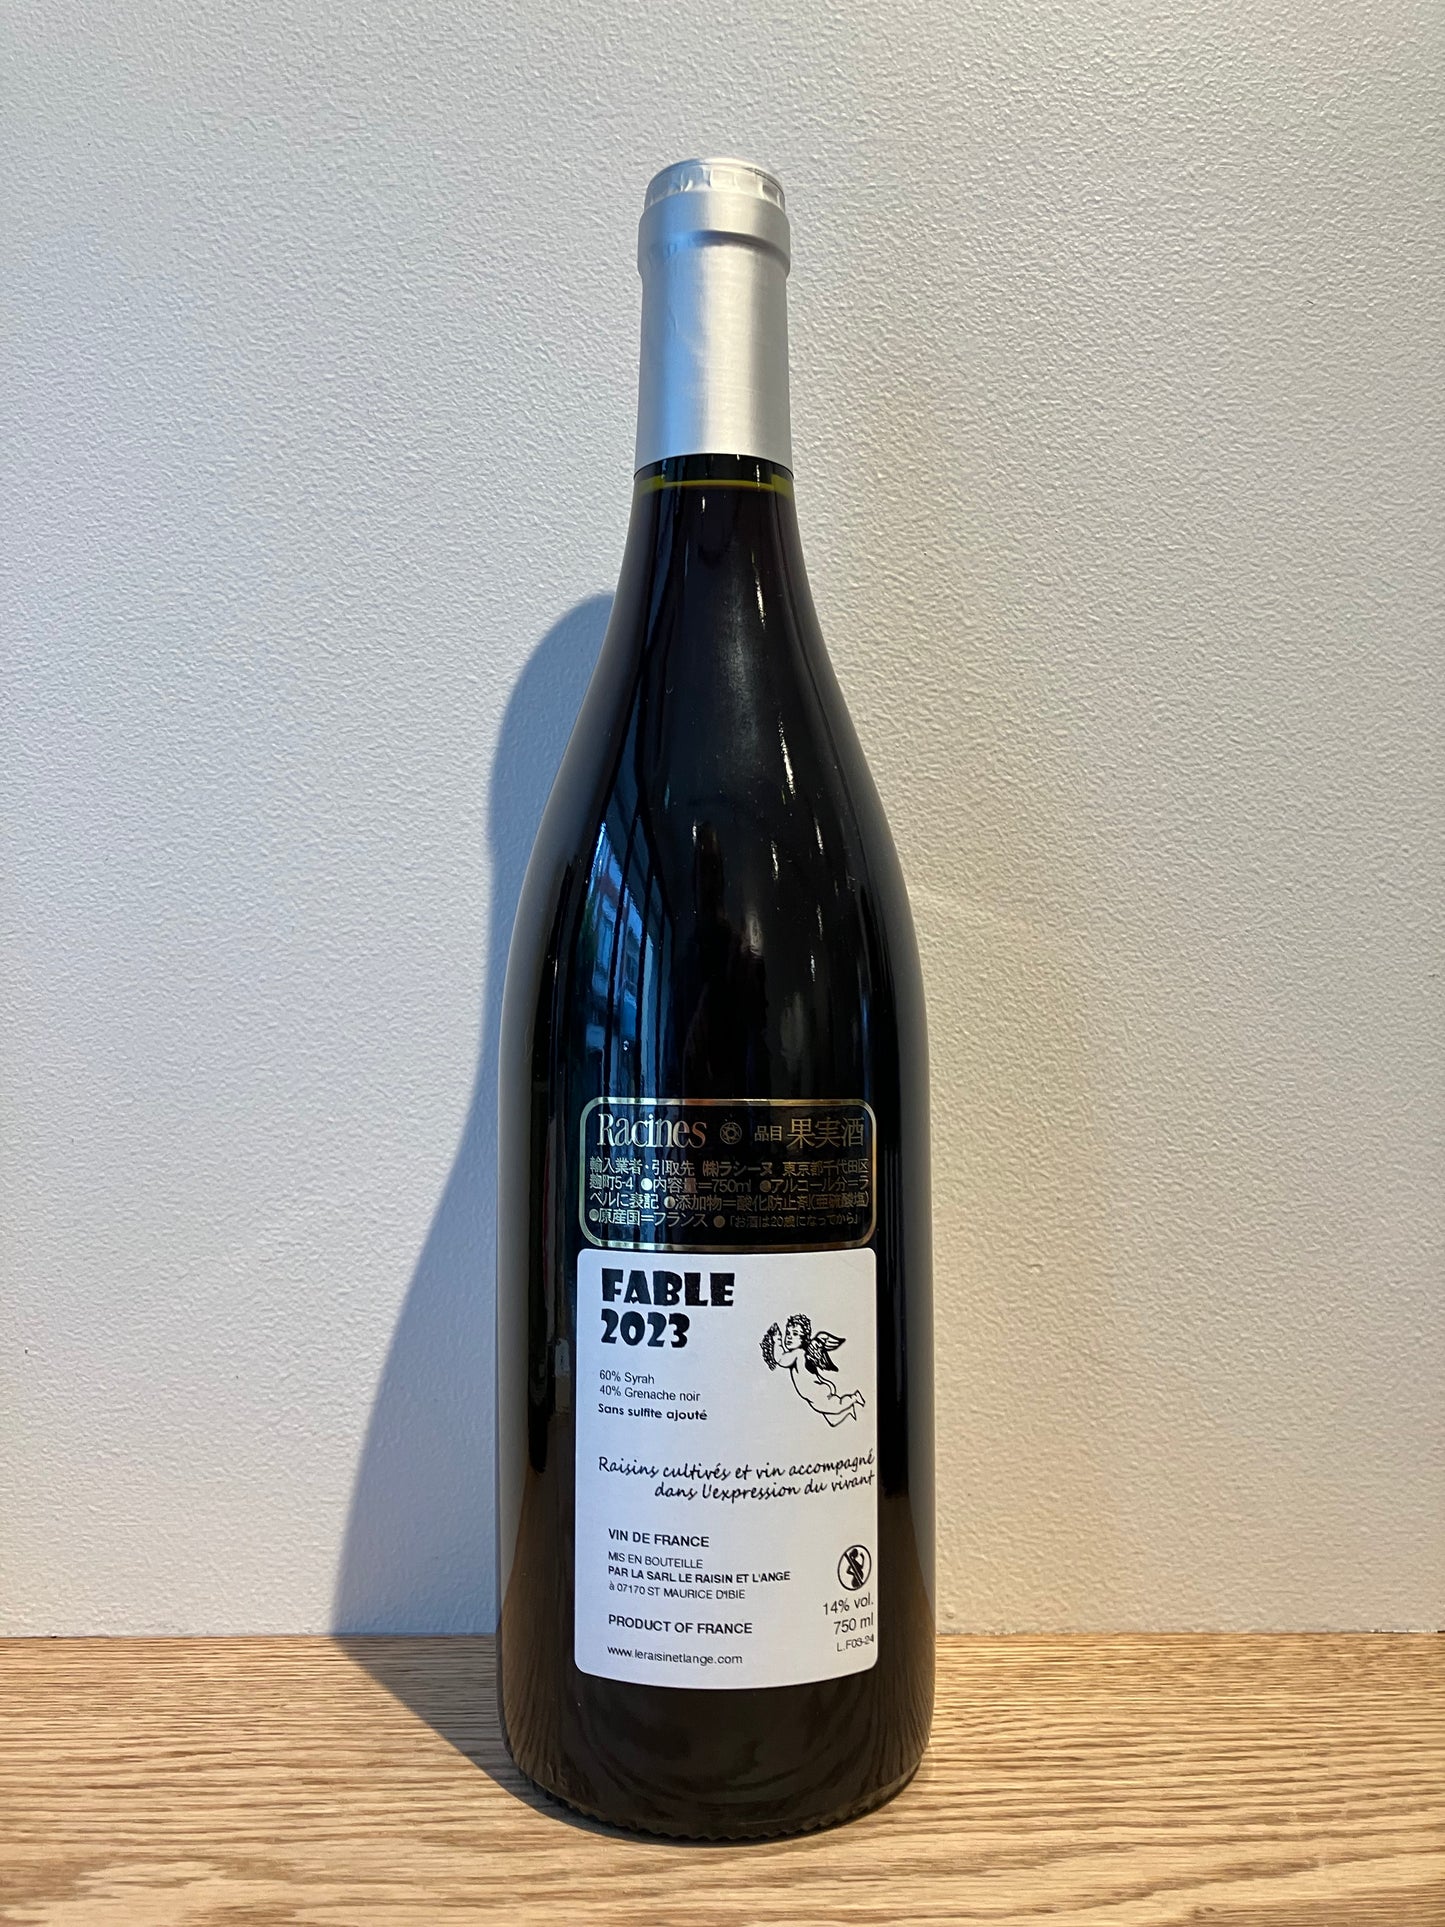 Racines 品目 果実酒
輸入業者・引取先 ㈱ラシーヌ 東京都千代田区
麹町5-4 ●内容量=750ml ●アルコール分=ラ
ベルに表記 ●添加物=酸化防止剤(亜硫酸塩)
●原産国=フランス ●「お酒は20歳になってから」
FABLE
2023
60% Syrah
40% Grenache noir
Sans sulfite ajouté
Raisins cultivés et vin accompagné
dans l'expression du vivant
VIN DE FRANCE
MIS EN BOUTEILLE
PAR LA SARL LE RAISIN ET L'ANGE
à 07170 ST MAURICE D'IBIE
14% vol.
PRODUCT OF FRANCE
750 ml
L.F03-24
www.leraisinetlange.com